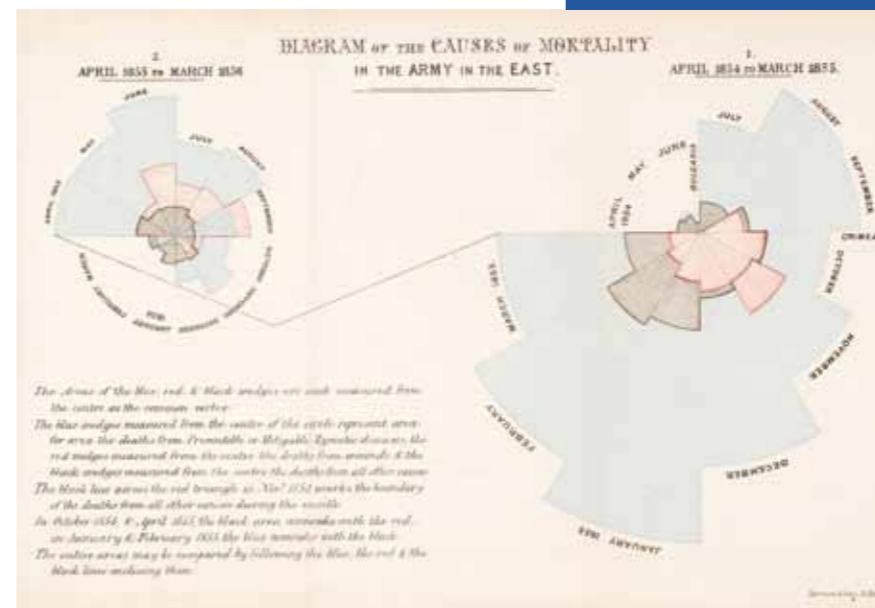 DIAGRAM OF THE CAUSES OF MORTALITY
IN THE ARMY IN THE EAST.
2.
APRIL 1855 TO MARCH 1856
1.
APRIL 1854 TO MARCH 1855.
JUNE
MAY
APRIL 1855
JULY
AUGUST
SEPTEMBER
OCTOBER
NOVEMBER
DECEMBER
JANUARY
1856
FEBRUARY
MARCH
APRIL
1854
MAY
JUNE
BULGARIA
JULY
AUGUST
SEPTEMBER
CRIMEA
OCTOBER
NOVEMBER
DECEMBER
JANUARY 1855
FEBRUARY
MARCH 1855
The Areas of the blue, red, & black wedges are each measured from
the centre as the common vertex
The blue wedges measured from the centre of the circle represent area
for area the deaths from Preventible or Mitigable Zymotic diseases, the
red wedges measured from the centre the deaths from wounds, & the
black wedges measured from the centre the deaths from all other causes
The black line across the red triangle in Novr 1854 marks the boundary
of the deaths from all other causes during the month
In October 1854, & April 1855, the black area coincides with the red,
in January & February 1855, the blue coincides with the black
The entire areas may be compared by following the blue, the red & the
black lines enclosing them